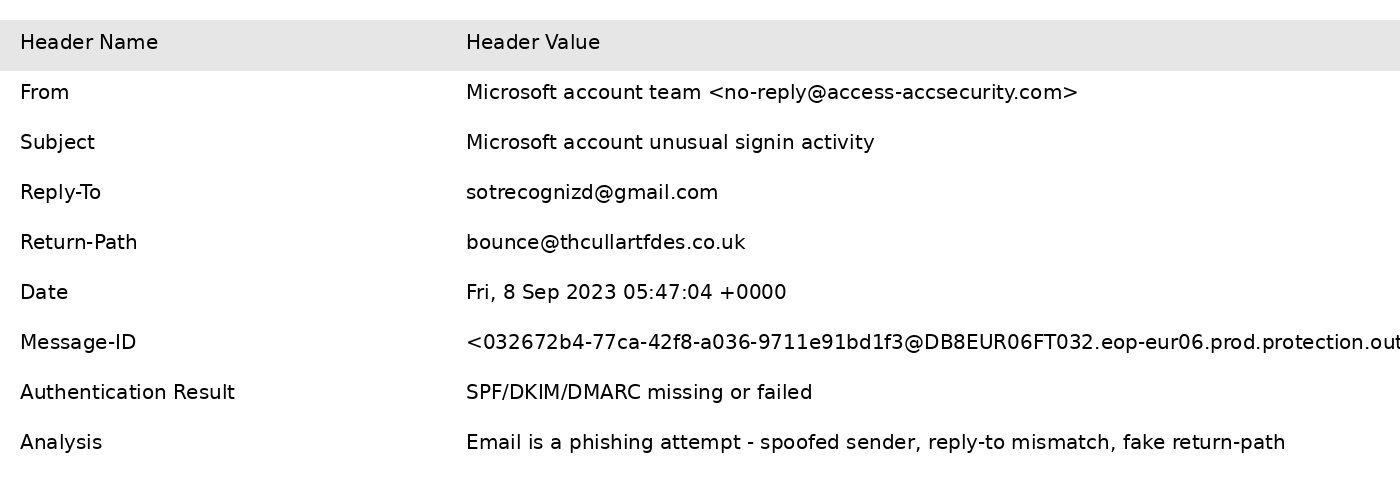 Header Name Header Value
From Microsoft account team <no-reply@access-accsecurity.com>
Subject Microsoft account unusual signin activity
Reply-To sotrecognizd@gmail.com
Return-Path bounce@thcullartfdes.co.uk
Date Fri, 8 Sep 2023 05:47:04 +0000
Message-ID <032672b4-77ca-42f8-a036-9711e91bd1f3@DB8EUR06FT032.eop-eur06.prod.protection.out
Authentication Result SPF/DKIM/DMARC missing or failed
Analysis Email is a phishing attempt - spoofed sender, reply-to mismatch, fake return-path